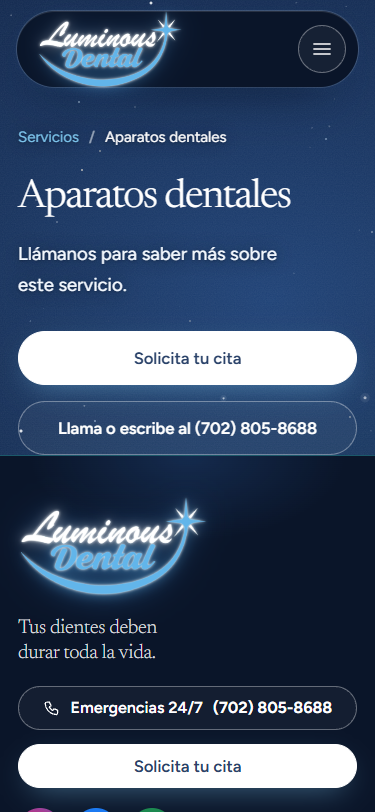 Luminous
Dental
Servicios / Aparatos dentales
Aparatos dentales
Llámanos para saber más sobre
este servicio.
Solicita tu cita
Llama o escribe al (702) 805-8688
Luminous
Dental
Tus dientes deben
durar toda la vida.
Emergencias 24/7 (702) 805-8688
Solicita tu cita